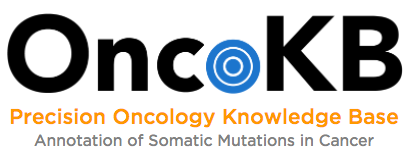 OncoKB
Precision Oncology Knowledge Base
Annotation of Somatic Mutations in Cancer